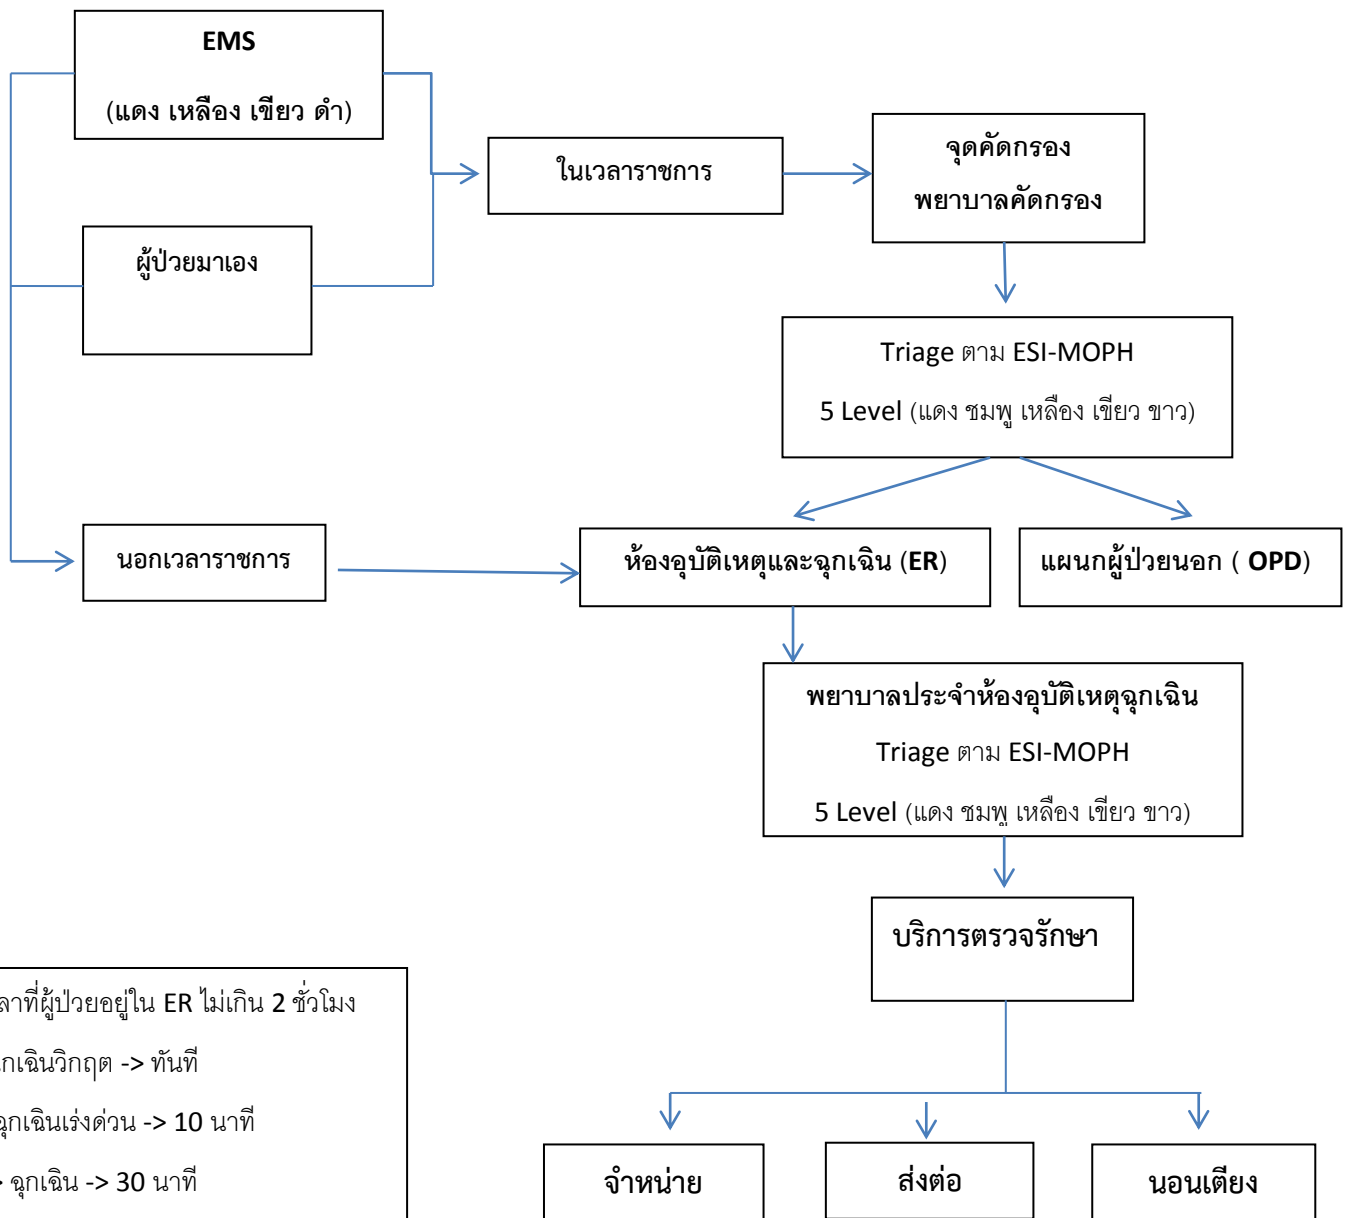 EMS
(แดง เหลือง เขียว ดำ)
ในเวลาราชการ
จุดคัดกรอง
พยาบาลคัดกรอง
ผู้ป่วยมาเอง
Triage ตาม ESI-MOPH
5 Level (แดง ชมพู เหลือง เขียว ขาว)
นอกเวลาราชการ
ห้องอุบัติเหตุและฉุกเฉิน (ER)
แผนกผู้ป่วยนอก ( OPD)
พยาบาลประจำห้องอุบัติเหตุฉุกเฉิน
Triage ตาม ESI-MOPH
5 Level (แดง ชมพู เหลือง เขียว ขาว)
บริการตรวจรักษา
ที่ผู้ป่วยอยู่ใน ER ไม่เกิน 2 ชั่วโมง
กเฉินวิกฤต -> ทันที
ฉุกเฉินเร่งด่วน -> 10 นาที
ฉุกเฉิน -> 30 นาที
จำหน่าย
ส่งต่อ
นอนเตียง